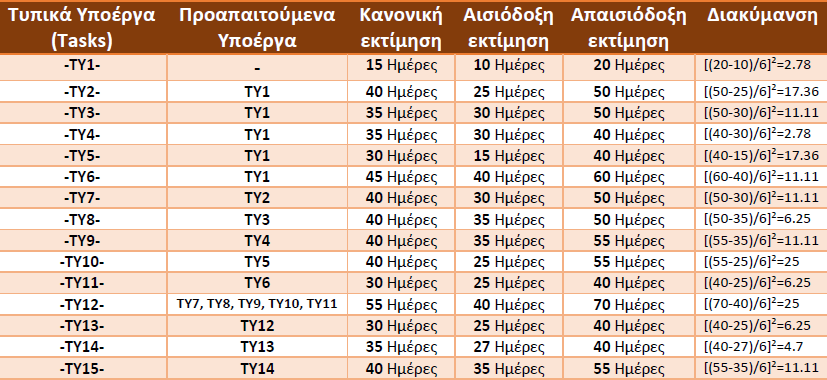 Τυπικά Υποέργα (Tasks) Προαπαιτούμενα Υποέργα Κανονική εκτίμηση Αισιόδοξη εκτίμηση Απαισιόδοξη εκτίμηση Διακύμανση
-ΤΥ1- - 15 Ημέρες 10 Ημέρες 20 Ημέρες [(20-10)/6]²=2.78
-ΤΥ2- ΤΥ1 40 Ημέρες 25 Ημέρες 50 Ημέρες [(50-25)/6]²=17.36
-ΤΥ3- ΤΥ1 35 Ημέρες 30 Ημέρες 50 Ημέρες [(50-30)/6]²=11.11
-ΤΥ4- ΤΥ1 35 Ημέρες 30 Ημέρες 40 Ημέρες [(40-30)/6]²=2.78
-ΤΥ5- ΤΥ1 30 Ημέρες 15 Ημέρες 40 Ημέρες [(40-15)/6]²=17.36
-ΤΥ6- ΤΥ1 45 Ημέρες 40 Ημέρες 60 Ημέρες [(60-40)/6]²=11.11
-ΤΥ7- ΤΥ2 40 Ημέρες 30 Ημέρες 50 Ημέρες [(50-30)/6]²=11.11
-ΤΥ8- ΤΥ3 40 Ημέρες 35 Ημέρες 50 Ημέρες [(50-35)/6]²=6.25
-ΤΥ9- ΤΥ4 40 Ημέρες 35 Ημέρες 55 Ημέρες [(55-35)/6]²=11.11
-ΤΥ10- ΤΥ5 40 Ημέρες 25 Ημέρες 55 Ημέρες [(55-25)/6]²=25
-ΤΥ11- ΤΥ6 30 Ημέρες 25 Ημέρες 40 Ημέρες [(40-25)/6]²=6.25
-ΤΥ12- ΤΥ7, ΤΥ8, ΤΥ9, ΤΥ10, ΤΥ11 55 Ημέρες 40 Ημέρες 70 Ημέρες [(70-40)/6]²=25
-ΤΥ13- ΤΥ12 30 Ημέρες 25 Ημέρες 40 Ημέρες [(40-25)/6]²=6.25
-ΤΥ14- ΤΥ13 35 Ημέρες 27 Ημέρες 40 Ημέρες [(40-27)/6]²=4.7
-ΤΥ15- ΤΥ14 40 Ημέρες 35 Ημέρες 55 Ημέρες [(55-35)/6]²=11.11